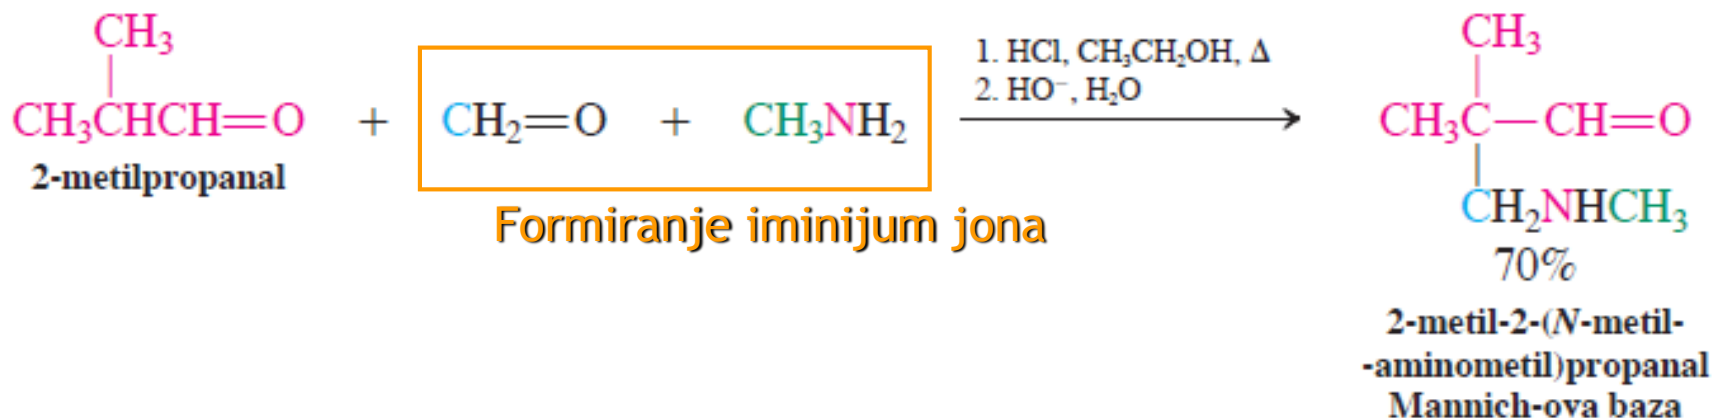 CH₃
CH₃CHCH=O + CH₂=O + CH₃NH₂
2-metilpropanal
Formiranje iminijum jona
1. HCl, CH₃CH₂OH, Δ
2. HO⁻, H₂O
CH₃
CH₃C—CH=O
CH₂NHCH₃
70%
2-metil-2-(N-metil-
-aminometil)propanal
Mannich-ova baza